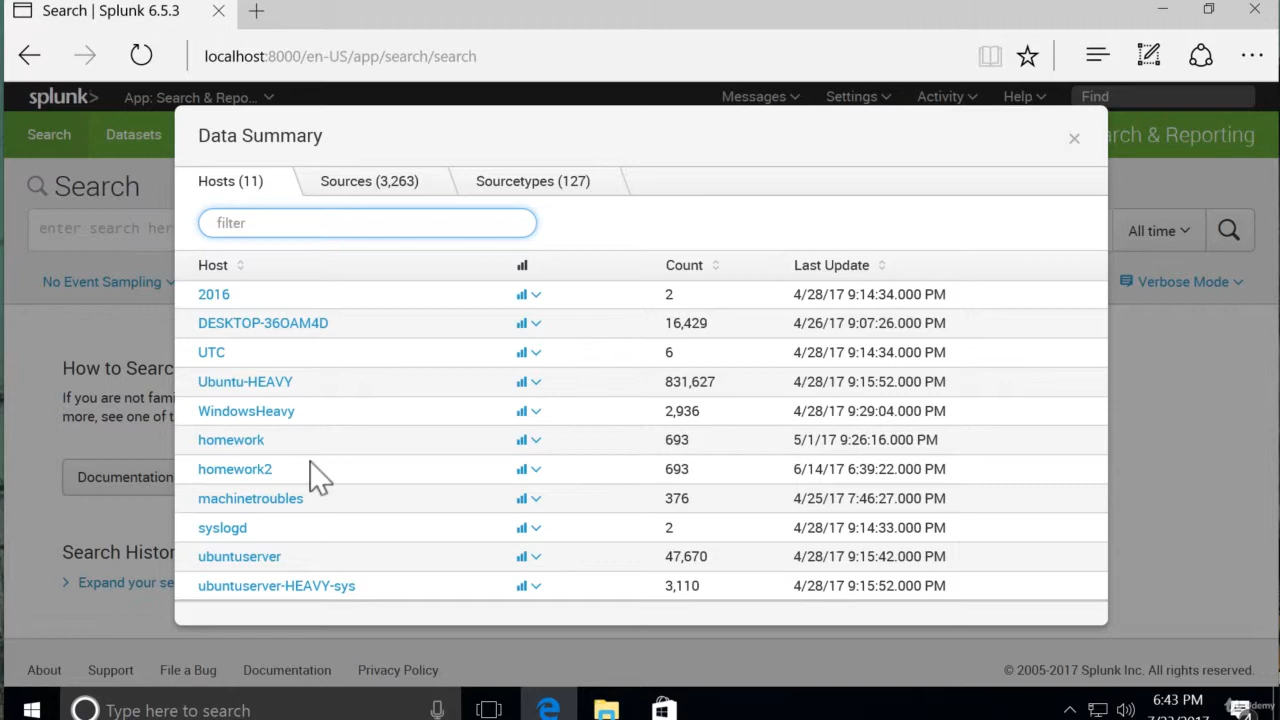 Search | Splunk 6.5.3
localhost:8000/en-US/app/search/search
splunk> App: Search & Repo... Messages Settings Activity Help Find
Search Datasets rch & Reporting
Data Summary
Hosts (11) Sources (3,263) Sourcetypes (127)
Search
filter
enter search her All time
No Event Sampling Verbose Mode
Host Count Last Update
2016 2 4/28/17 9:14:34.000 PM
DESKTOP-36OAM4D 16,429 4/26/17 9:07:26.000 PM
UTC 6 4/28/17 9:14:34.000 PM
Ubuntu-HEAVY 831,627 4/28/17 9:15:52.000 PM
WindowsHeavy 2,936 4/28/17 9:29:04.000 PM
homework 693 5/1/17 9:26:16.000 PM
homework2 693 6/14/17 6:39:22.000 PM
machinetroubles 376 4/25/17 7:46:27.000 PM
syslogd 2 4/28/17 9:14:33.000 PM
ubuntuserver 47,670 4/28/17 9:15:42.000 PM
ubuntuserver-HEAVY-sys 3,110 4/28/17 9:15:52.000 PM
How to Searc
If you are not fami
more, see one of t
Documentation
Search Histor
> Expand your se
About Support File a Bug Documentation Privacy Policy © 2005-2017 Splunk Inc. All rights reserved.
Type here to search 6:43 PM